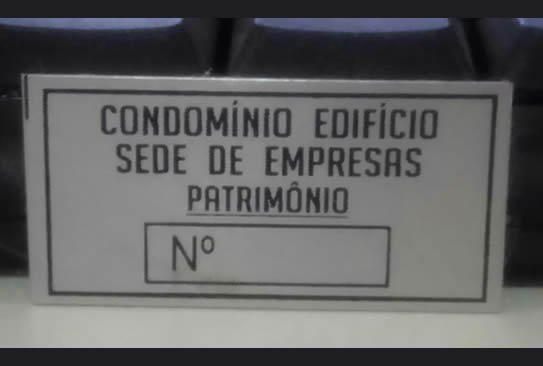 CONDOMÍNIO EDIFÍCIO
SEDE DE EMPRESAS
PATRIMÔNIO
Nº